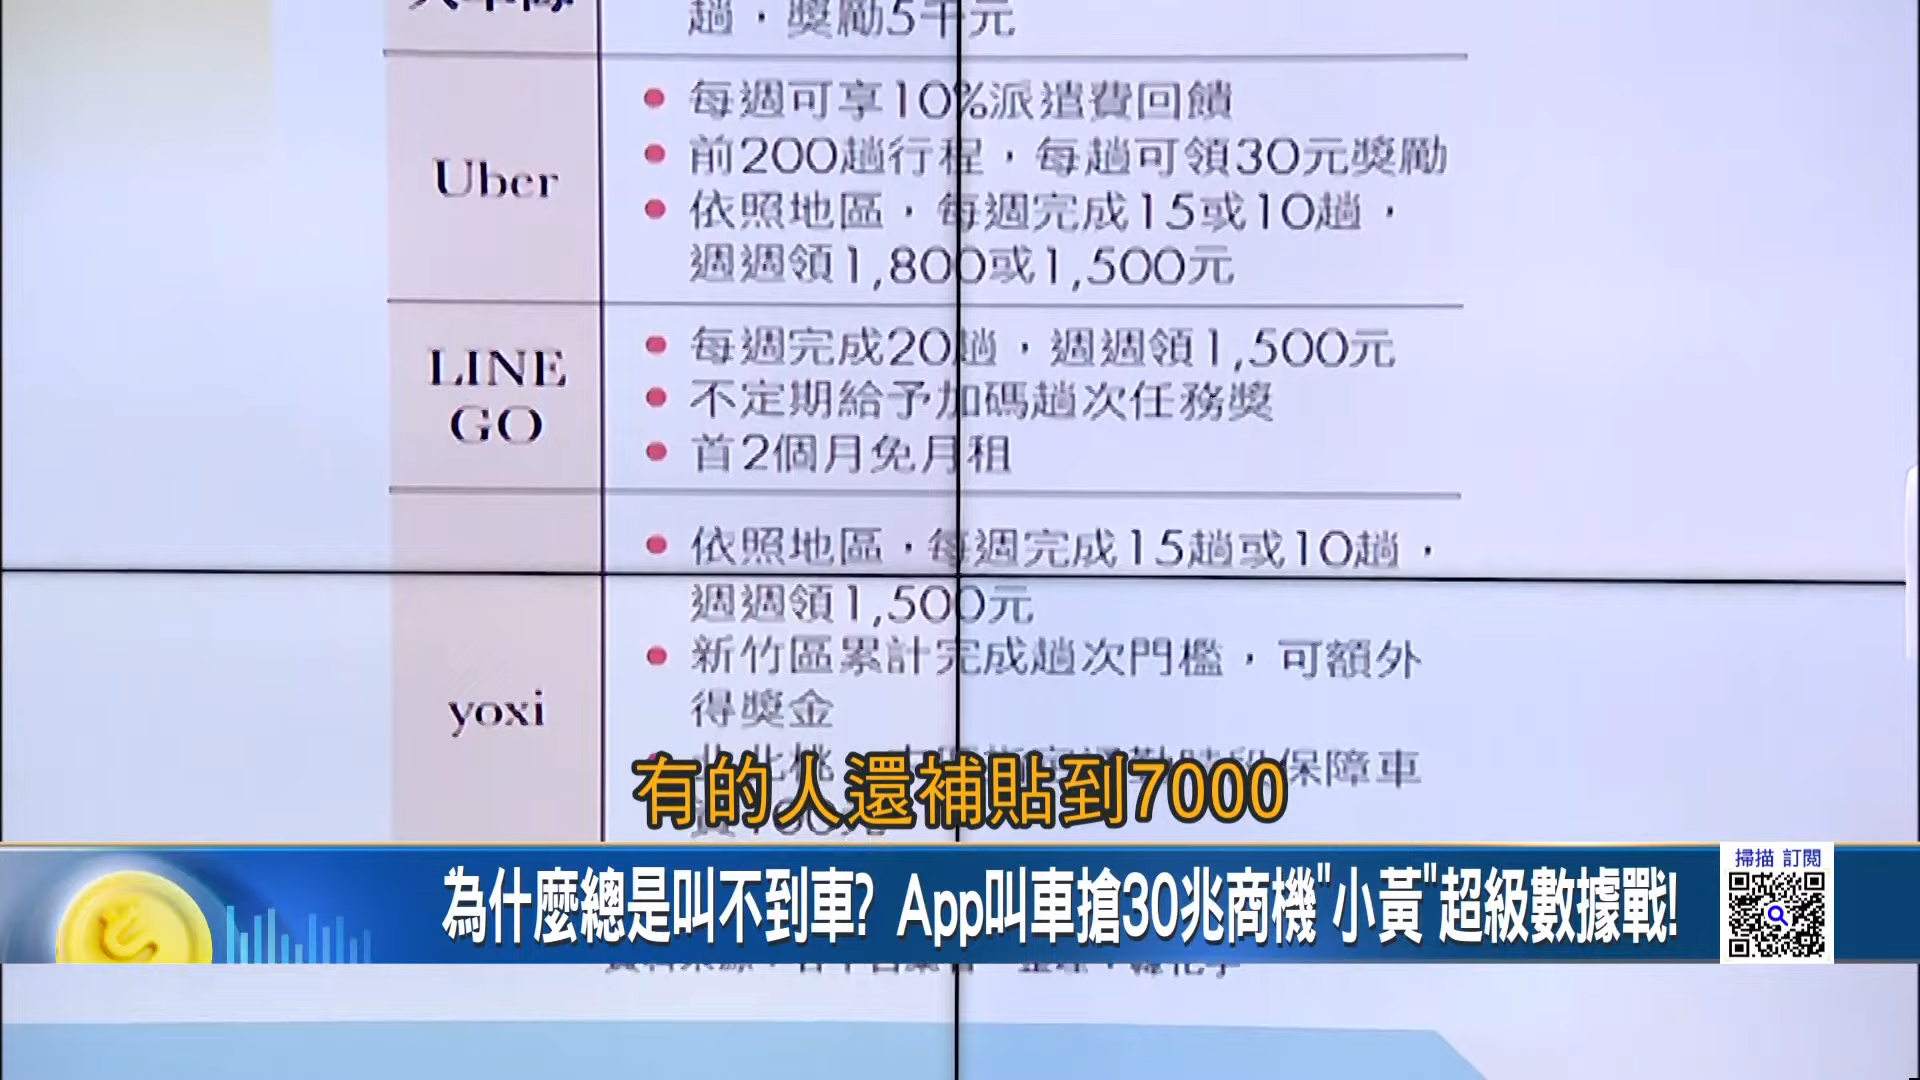 趟，獎勵5千元
Uber
每週可享10%派遣費回饋
前200趟行程，每趟可領30元獎勵
依照地區，每週完成15或10趟，
週週領1,800或1,500元
LINE
GO
每週完成20趟，週週領1,500元
不定期給予加碼趟次任務獎
首2個月免月租
yoxi
依照地區，每週完成15趟或10趟，
週週領1,500元
新竹區累計完成趟次門檻，可額外
得獎金
保障車
有的人還補貼到7000
為什麼總是叫不到車? App叫車搶30兆商機"小黃"超級數據戰!
掃描 訂閱